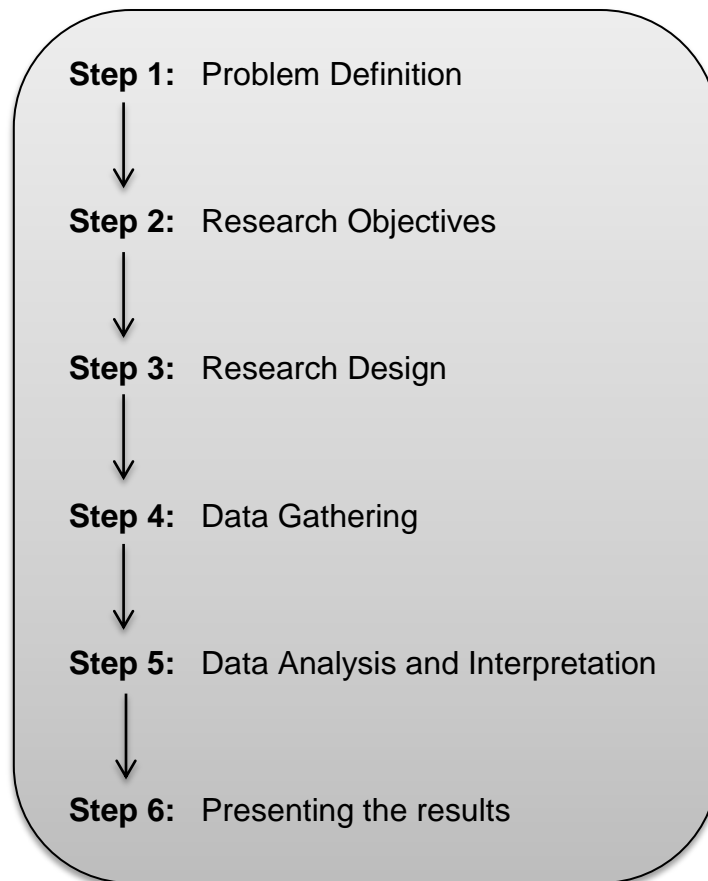 Step 1: Problem Definition
Step 2: Research Objectives
Step 3: Research Design
Step 4: Data Gathering
Step 5: Data Analysis and Interpretation
Step 6: Presenting the results